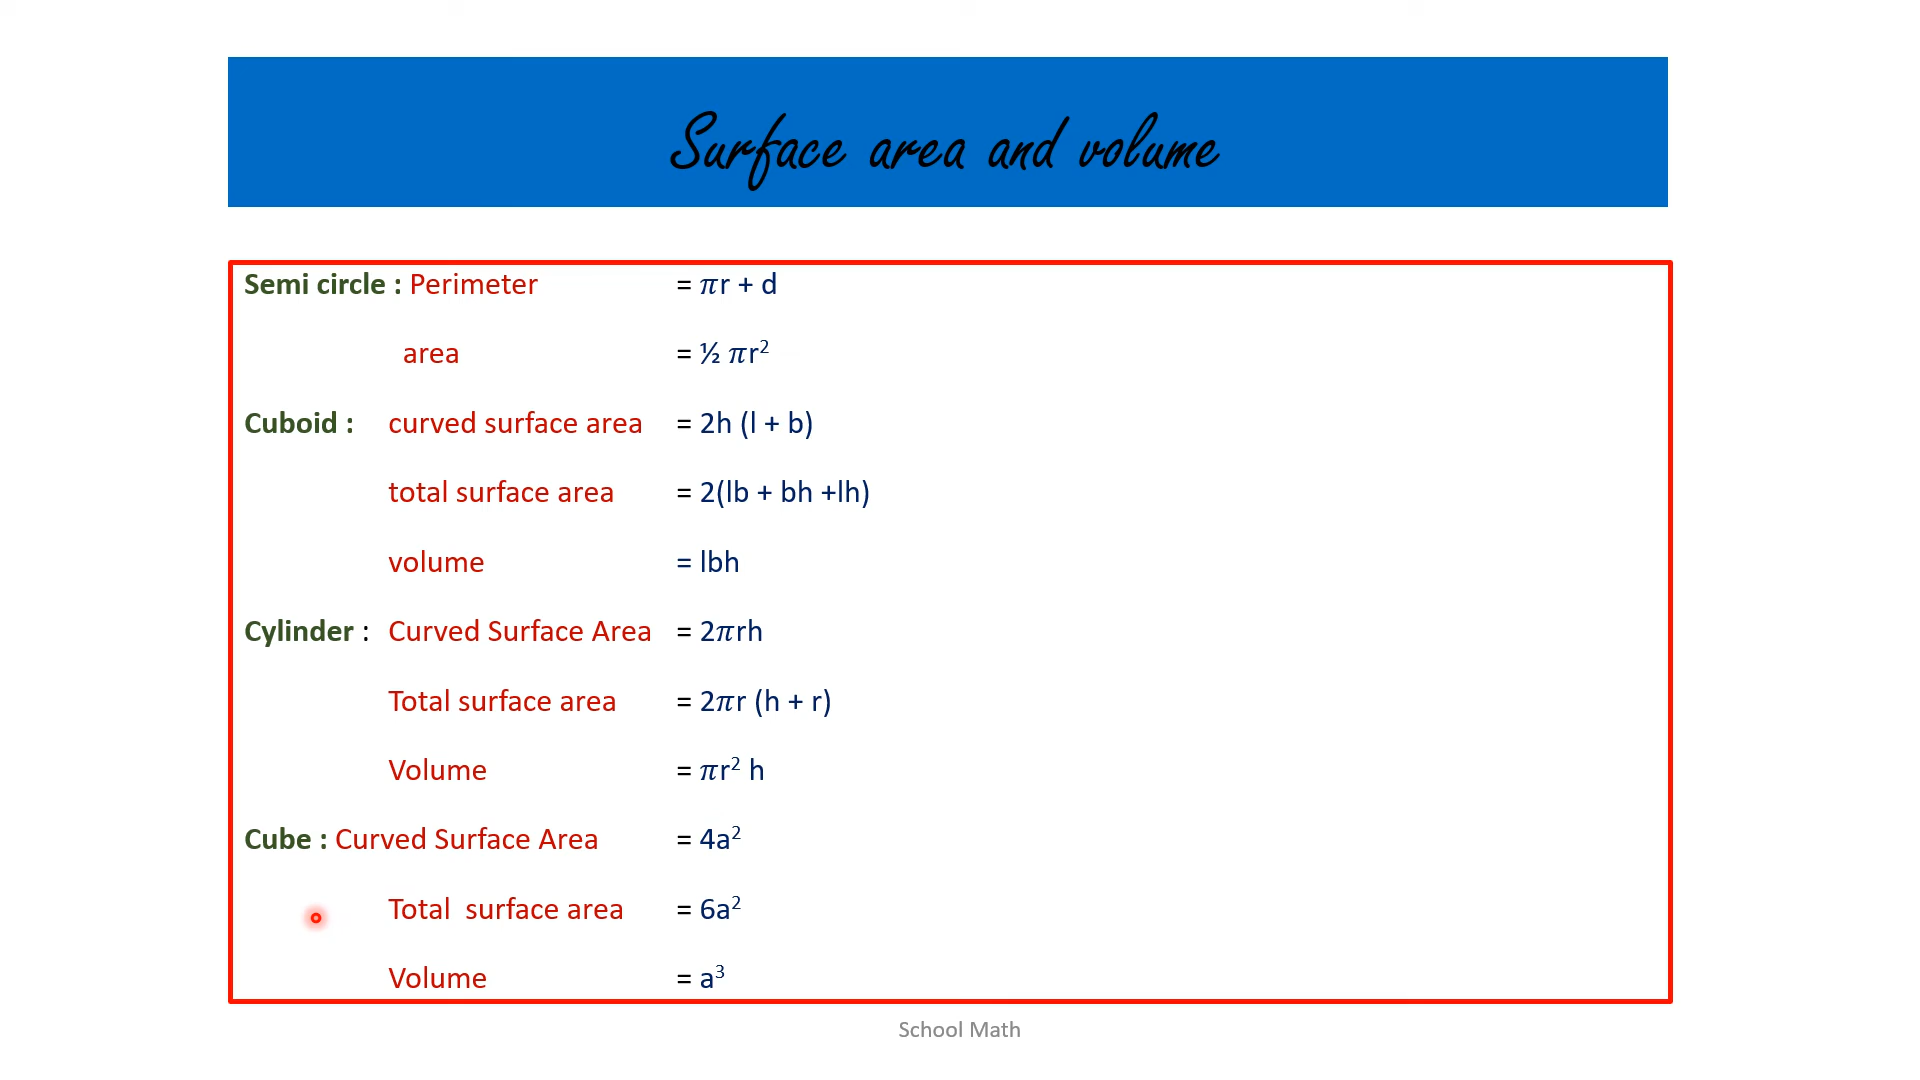 Surface area and volume
Semi circle : Perimeter = 𝜋r + d
area = ½ 𝜋r²
Cuboid : curved surface area = 2h (l + b)
total surface area = 2(lb + bh +lh)
volume = lbh
Cylinder : Curved Surface Area = 2𝜋rh
Total surface area = 2𝜋r (h + r)
Volume = 𝜋r² h
Cube : Curved Surface Area = 4a²
Total surface area = 6a²
Volume = a³
School Math